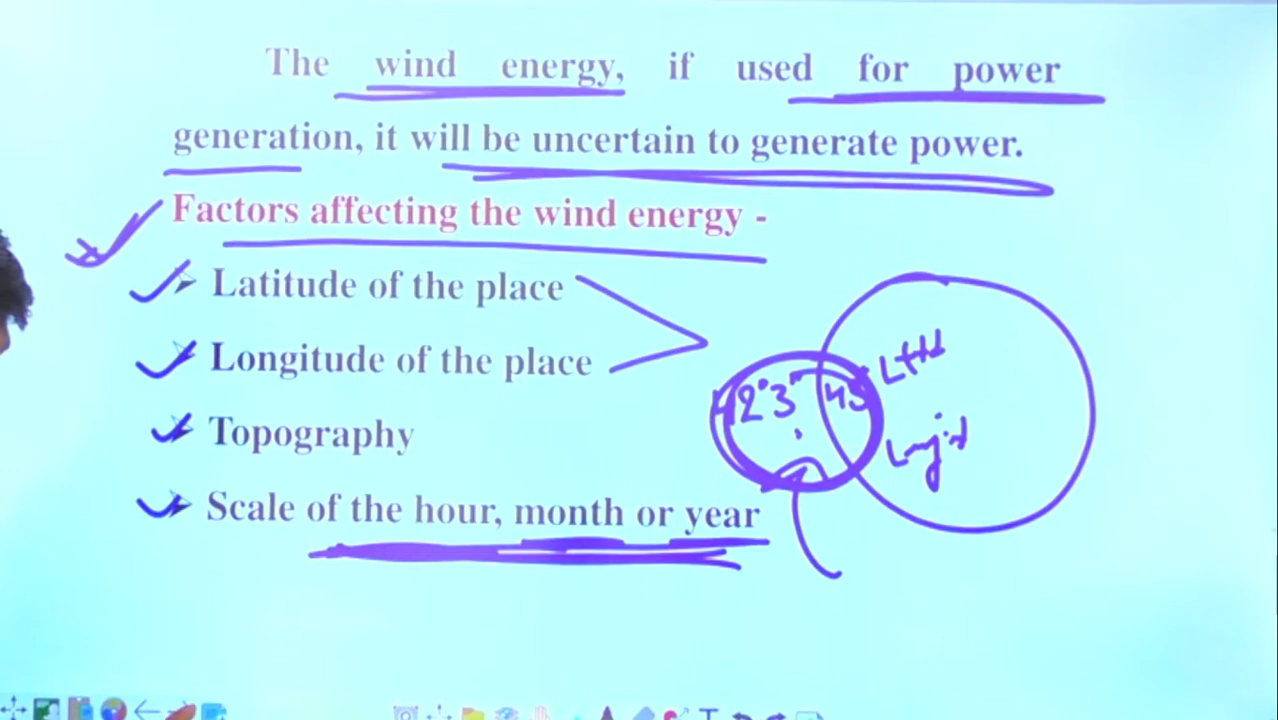 The wind energy, if used for power
generation, it will be uncertain to generate power.
Factors affecting the wind energy -
Latitude of the place
Longitude of the place
Topography
Scale of the hour, month or year